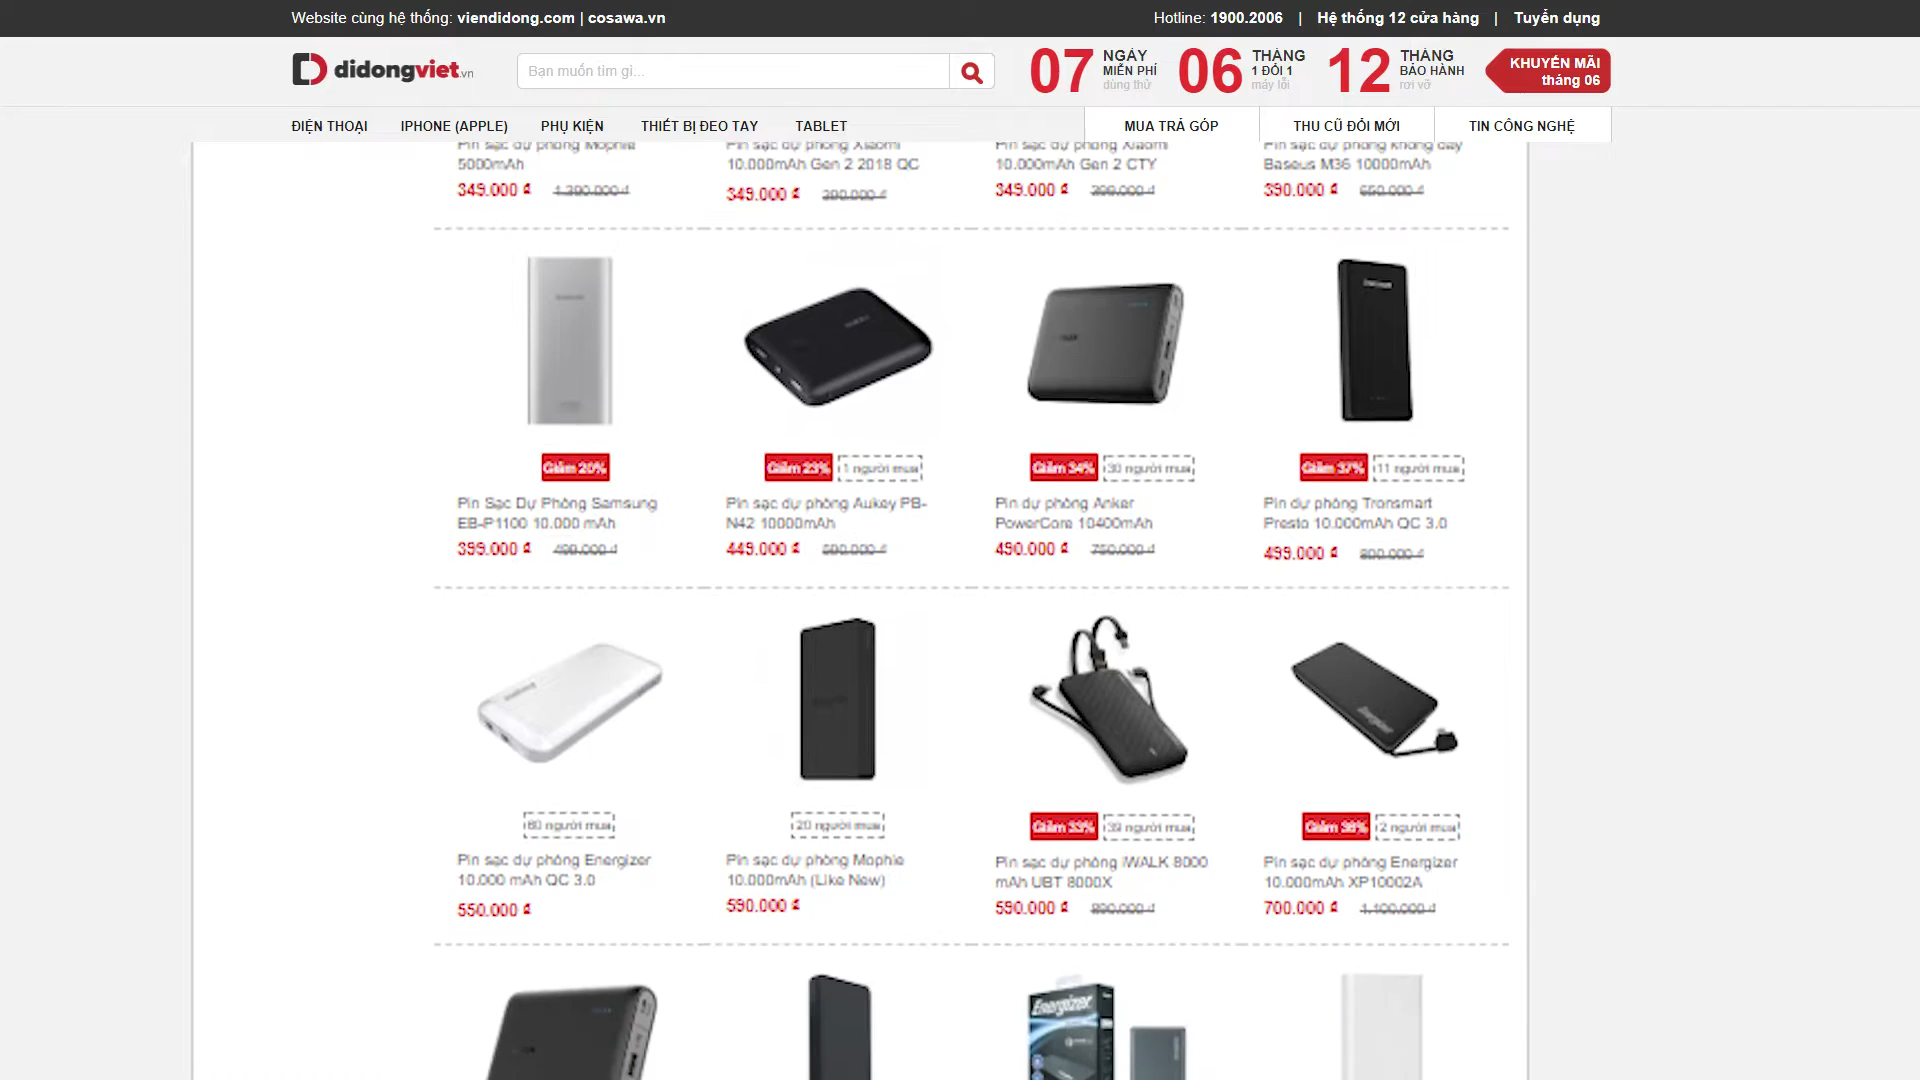 Website cùng hệ thống: viendidong.com | cosawa.vn
Hotline: 1900.2006 | Hệ thống 12 cửa hàng | Tuyển dụng
didongviet.vn
Bạn muốn tìm gì...
07 NGÀY MIỄN PHÍ dùng thử
06 THÁNG 1 ĐỔI 1 máy lỗi
12 THÁNG BẢO HÀNH rơi vỡ
KHUYẾN MÃI
tháng 06
ĐIỆN THOẠI IPHONE (APPLE) PHỤ KIỆN THIẾT BỊ ĐEO TAY TABLET MUA TRẢ GÓP THU CŨ ĐỔI MỚI TIN CÔNG NGHỆ
Pin sạc dự phòng Mophie
5000mAh
349.000 ₫ 1.390.000 ₫
Pin sạc dự phòng Xiaomi
10.000mAh Gen 2 2018 QC
349.000 ₫ 390.000 ₫
Pin sạc dự phòng Xiaomi
10.000mAh Gen 2 CTY
349.000 ₫ 399.000 ₫
Pin sạc dự phòng không dây
Baseus M36 10000mAh
390.000 ₫ 650.000 ₫
Giảm 20%
Pin Sạc Dự Phòng Samsung
EB-P1100 10.000 mAh
399.000 ₫ 499.000 ₫
Giảm 23% 1 người mua
Pin sạc dự phòng Aukey PB-
N42 10000mAh
449.000 ₫ 590.000 ₫
Giảm 34% 30 người mua
Pin dự phòng Anker
PowerCore 10400mAh
490.000 ₫ 750.000 ₫
Giảm 37% 11 người mua
Pin dự phòng Tronsmart
Presto 10.000mAh QC 3.0
499.000 ₫ 800.000 ₫
60 người mua
Pin sạc dự phòng Energizer
10.000 mAh QC 3.0
550.000 ₫
20 người mua
Pin sạc dự phòng Mophie
10.000mAh (Like New)
590.000 ₫
Giảm 33% 39 người mua
Pin sạc dự phòng iWALK 8000
mAh UBT 8000X
590.000 ₫ 890.000 ₫
Energizer
Giảm 36% 2 người mua
Pin sạc dự phòng Energizer
10.000mAh XP10002A
700.000 ₫ 1.100.000 ₫
Energizer